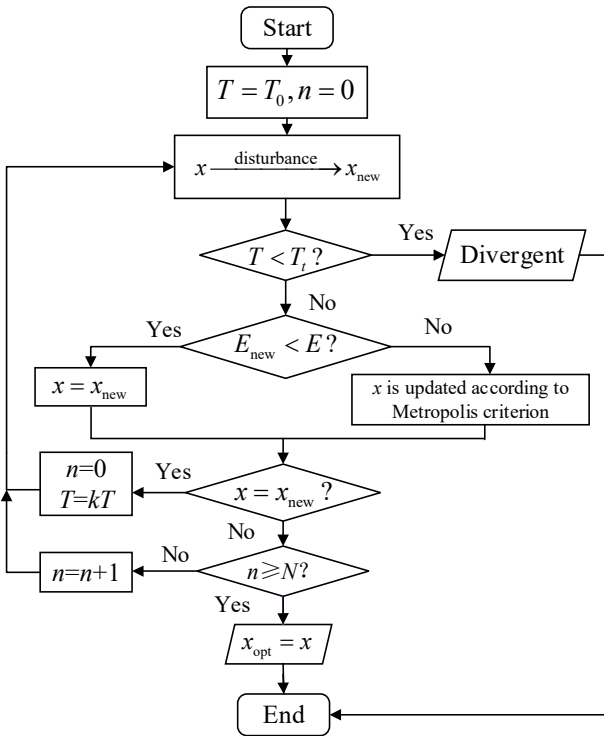 Start
T = T₀, n = 0
disturbance
x ⟶ x_new
Yes
T < T_t ?
Divergent
No
Yes
No
E_new < E ?
x = x_new
x is updated according to
Metropolis criterion
n=0
Yes
x = x_new ?
T=kT
No
No
n=n+1
n⩾N?
Yes
x_opt = x
End